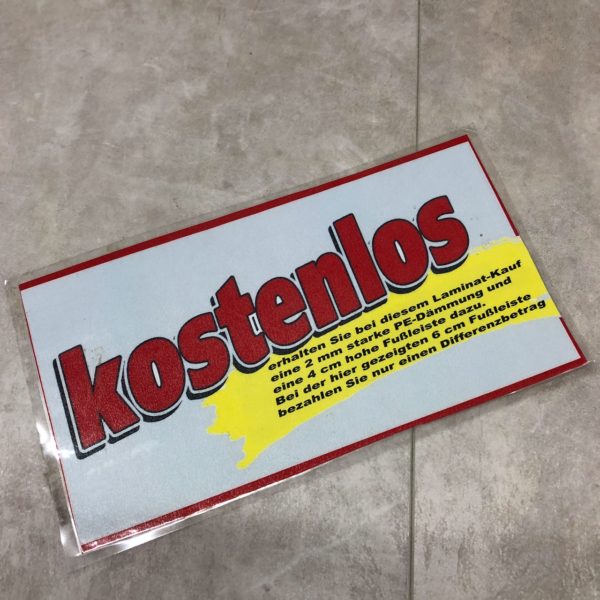 kostenlos
erhalten Sie bei diesem Laminat-Kauf
eine 2 mm starke PE-Dämmung und
eine 4 cm hohe Fußleiste dazu.
Bei der hier gezeigten 6 cm Fußleiste
bezahlen Sie nur einen Differenzbetrag